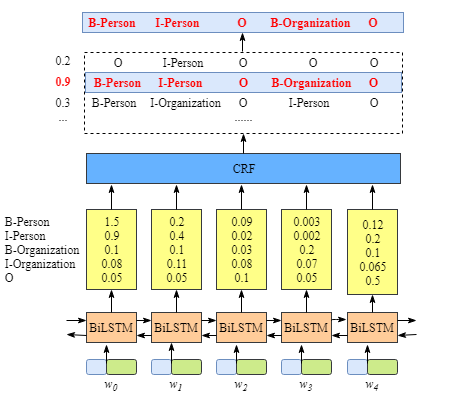 B-Person I-Person O B-Organization O
0.2 O I-Person O O O
0.9 B-Person I-Person O B-Organization O
0.3 B-Person I-Organization O I-Person O
... ......
CRF
B-Person 1.5 0.2 0.09 0.003 0.12
I-Person 0.9 0.4 0.02 0.002 0.2
B-Organization 0.1 0.1 0.03 0.2 0.1
I-Organization 0.08 0.11 0.08 0.07 0.065
O 0.05 0.05 0.1 0.05 0.5
BiLSTM BiLSTM BiLSTM BiLSTM BiLSTM
w0 w1 w2 w3 w4